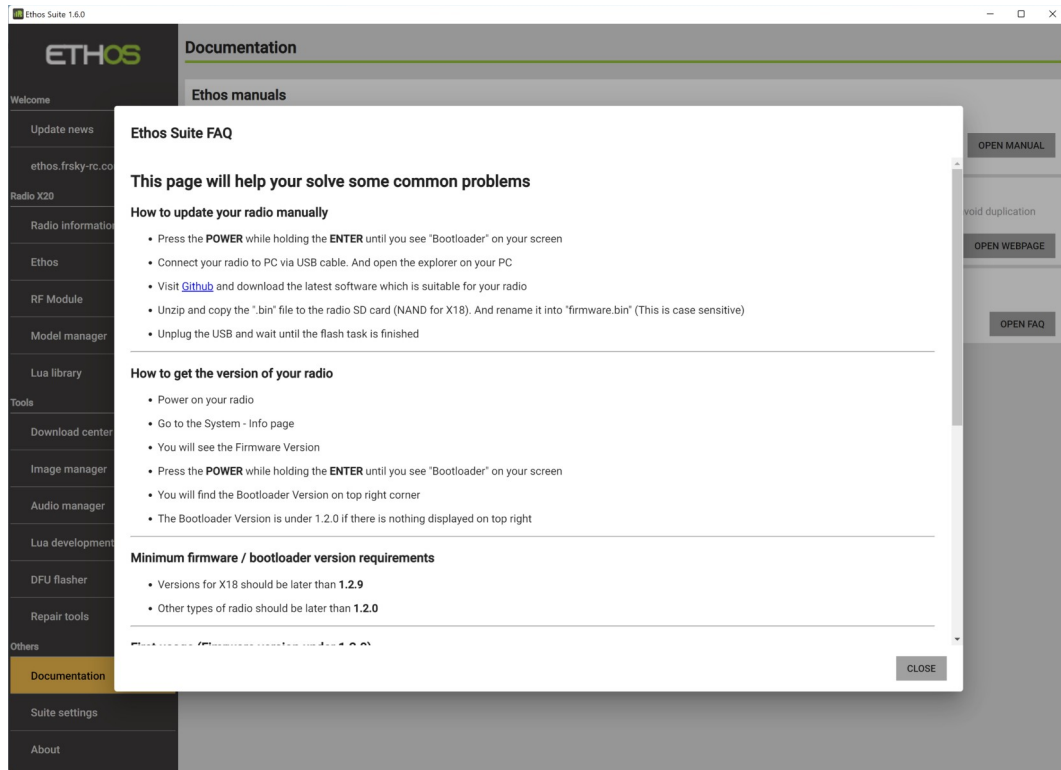 Ethos Suite 1.6.0
ETHOS
Documentation
Welcome
Ethos manuals
Update news
OPEN MANUAL
ethos.frsky-rc.co
Radio X20
Radio information
void duplication
OPEN WEBPAGE
Ethos
RF Module
OPEN FAQ
Model manager
Lua library
Tools
Download center
Image manager
Audio manager
Lua development
DFU flasher
Repair tools
Others
Documentation
Suite settings
About
Ethos Suite FAQ
This page will help your solve some common problems
How to update your radio manually
• Press the POWER while holding the ENTER until you see "Bootloader" on your screen
• Connect your radio to PC via USB cable. And open the explorer on your PC
• Visit Github and download the latest software which is suitable for your radio
• Unzip and copy the ".bin" file to the radio SD card (NAND for X18). And rename it into "firmware.bin" (This is case sensitive)
• Unplug the USB and wait until the flash task is finished
How to get the version of your radio
• Power on your radio
• Go to the System - Info page
• You will see the Firmware Version
• Press the POWER while holding the ENTER until you see "Bootloader" on your screen
• You will find the Bootloader Version on top right corner
• The Bootloader Version is under 1.2.0 if there is nothing displayed on top right
Minimum firmware / bootloader version requirements
• Versions for X18 should be later than 1.2.9
• Other types of radio should be later than 1.2.0
First usage (Firmware version under 1.2.0)
CLOSE